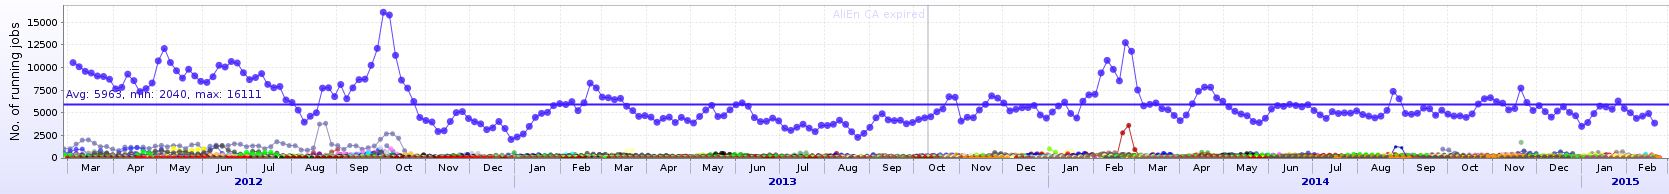 AliEn CA expired
No. of running jobs
15000
12500
10000
7500
5000
2500
0
Avg: 5963, min: 2040, max: 16111
Mar Apr May Jun Jul Aug Sep Oct Nov Dec Jan Feb Mar Apr May Jun Jul Aug Sep Oct Nov Dec Jan Feb Mar Apr May Jun Jul Aug Sep Oct Nov Dec Jan Feb
2012 2013 2014 2015